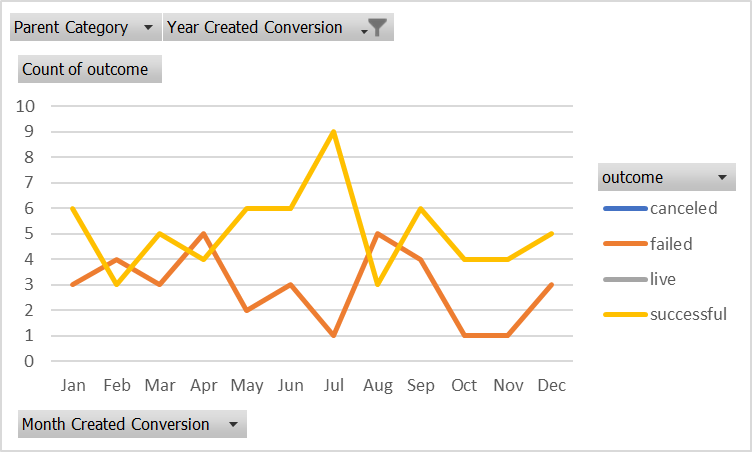 Parent Category Year Created Conversion
Count of outcome
10
9
8
7
6
5
4
3
2
1
0
Jan Feb Mar Apr May Jun Jul Aug Sep Oct Nov Dec
outcome
canceled
failed
live
successful
Month Created Conversion